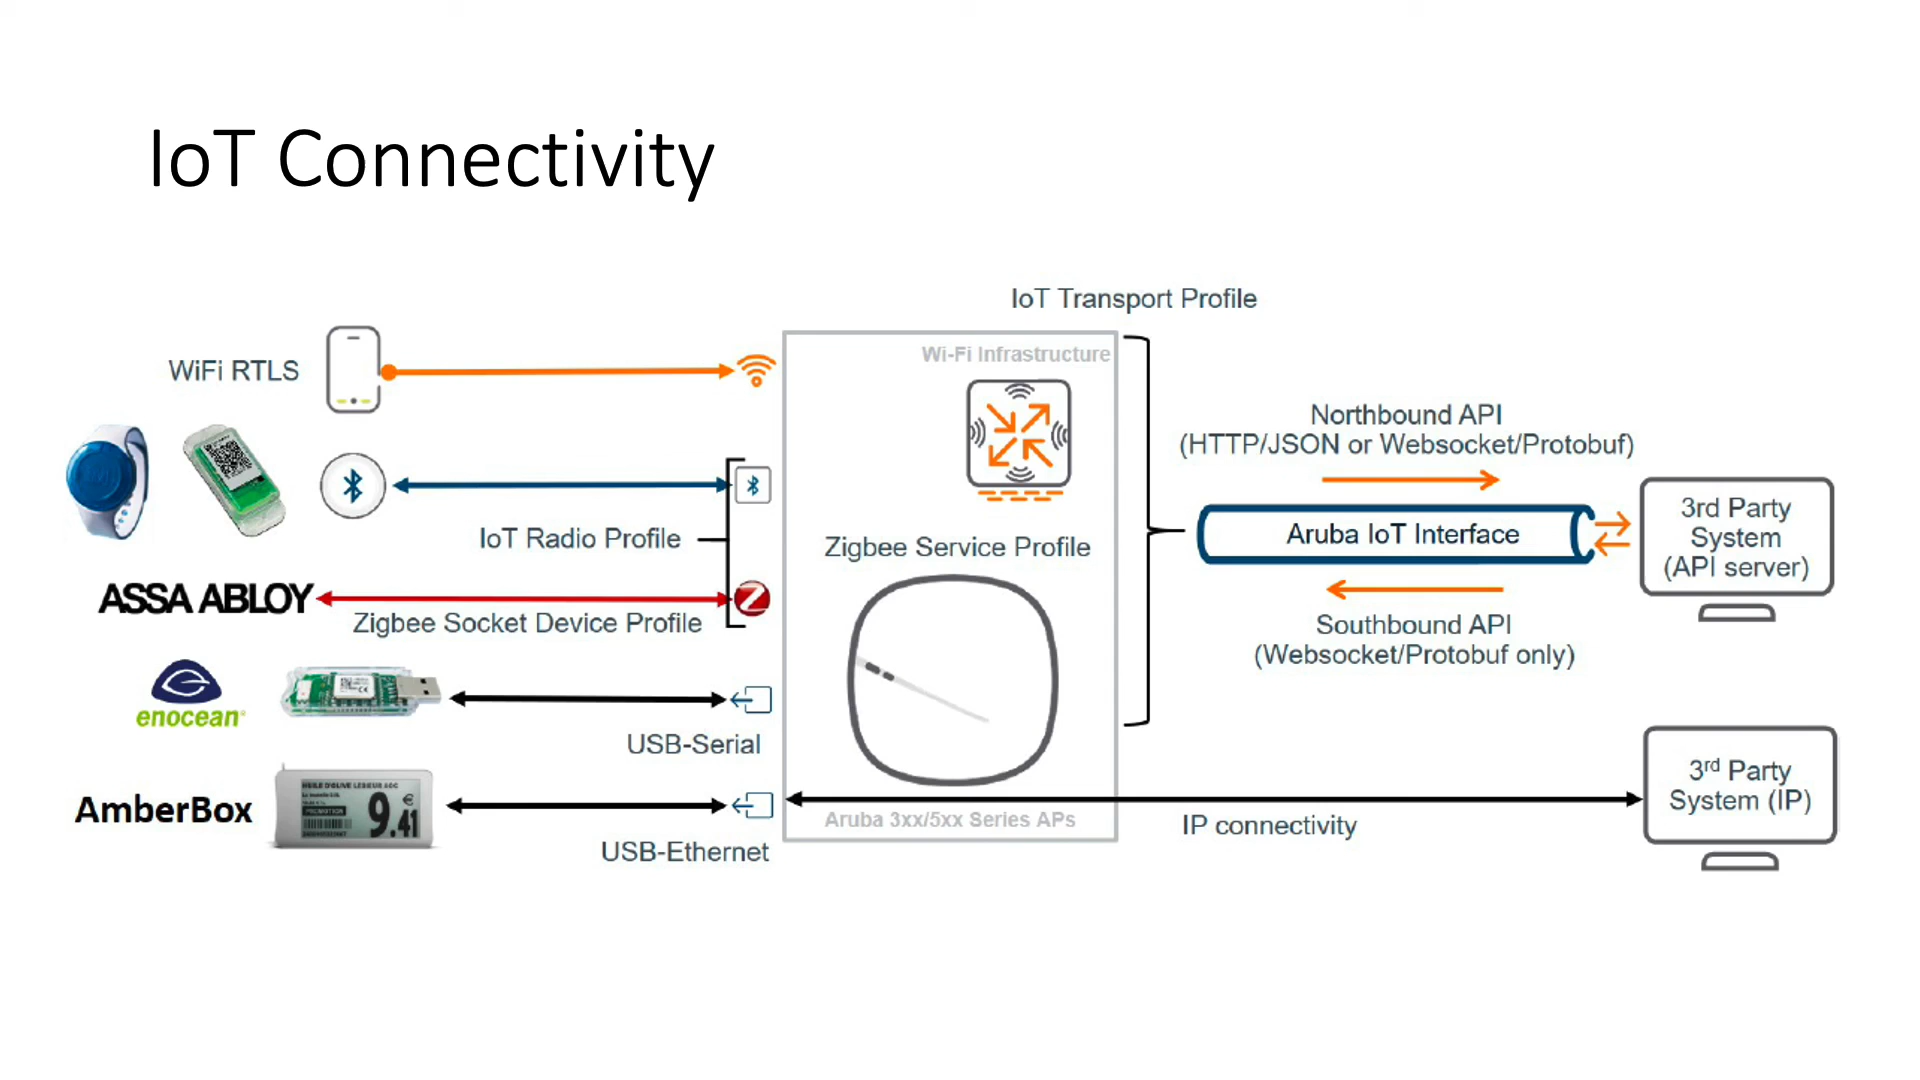 IoT Connectivity
IoT Transport Profile
Wi-Fi Infrastructure
WiFi RTLS
Northbound API
(HTTP/JSON or Websocket/Protobuf)
3rd Party
System
(API server)
Aruba IoT Interface
IoT Radio Profile
Zigbee Service Profile
ASSA ABLOY
Z
Zigbee Socket Device Profile
Southbound API
(Websocket/Protobuf only)
enocean
USB-Serial
AmberBox
9.41
€
3rd Party
System (IP)
Aruba 3xx/5xx Series APs
IP connectivity
USB-Ethernet